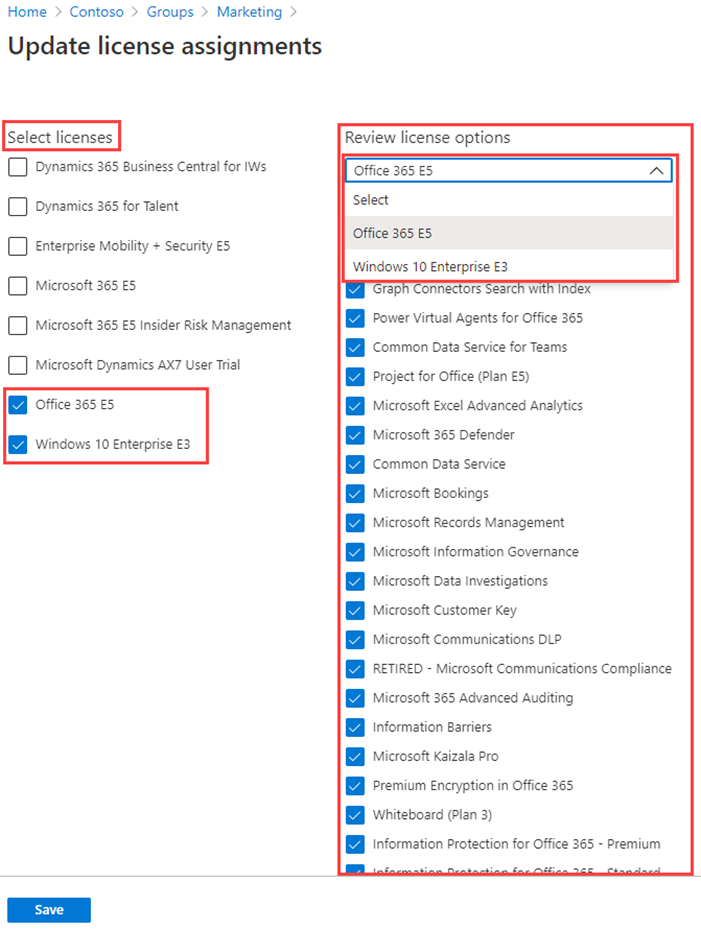 Home > Contoso > Groups > Marketing >
Update license assignments
Select licenses
Dynamics 365 Business Central for IWs
Dynamics 365 for Talent
Enterprise Mobility + Security E5
Microsoft 365 E5
Microsoft 365 E5 Insider Risk Management
Microsoft Dynamics AX7 User Trial
Office 365 E5
Windows 10 Enterprise E3
Review license options
Office 365 E5
Select
Office 365 E5
Windows 10 Enterprise E3
Graph Connectors Search with Index
Power Virtual Agents for Office 365
Common Data Service for Teams
Project for Office (Plan E5)
Microsoft Excel Advanced Analytics
Microsoft 365 Defender
Common Data Service
Microsoft Bookings
Microsoft Records Management
Microsoft Information Governance
Microsoft Data Investigations
Microsoft Customer Key
Microsoft Communications DLP
RETIRED - Microsoft Communications Compliance
Microsoft 365 Advanced Auditing
Information Barriers
Microsoft Kaizala Pro
Premium Encryption in Office 365
Whiteboard (Plan 3)
Information Protection for Office 365 - Premium
Information Protection for Office 365 - Standard
Save